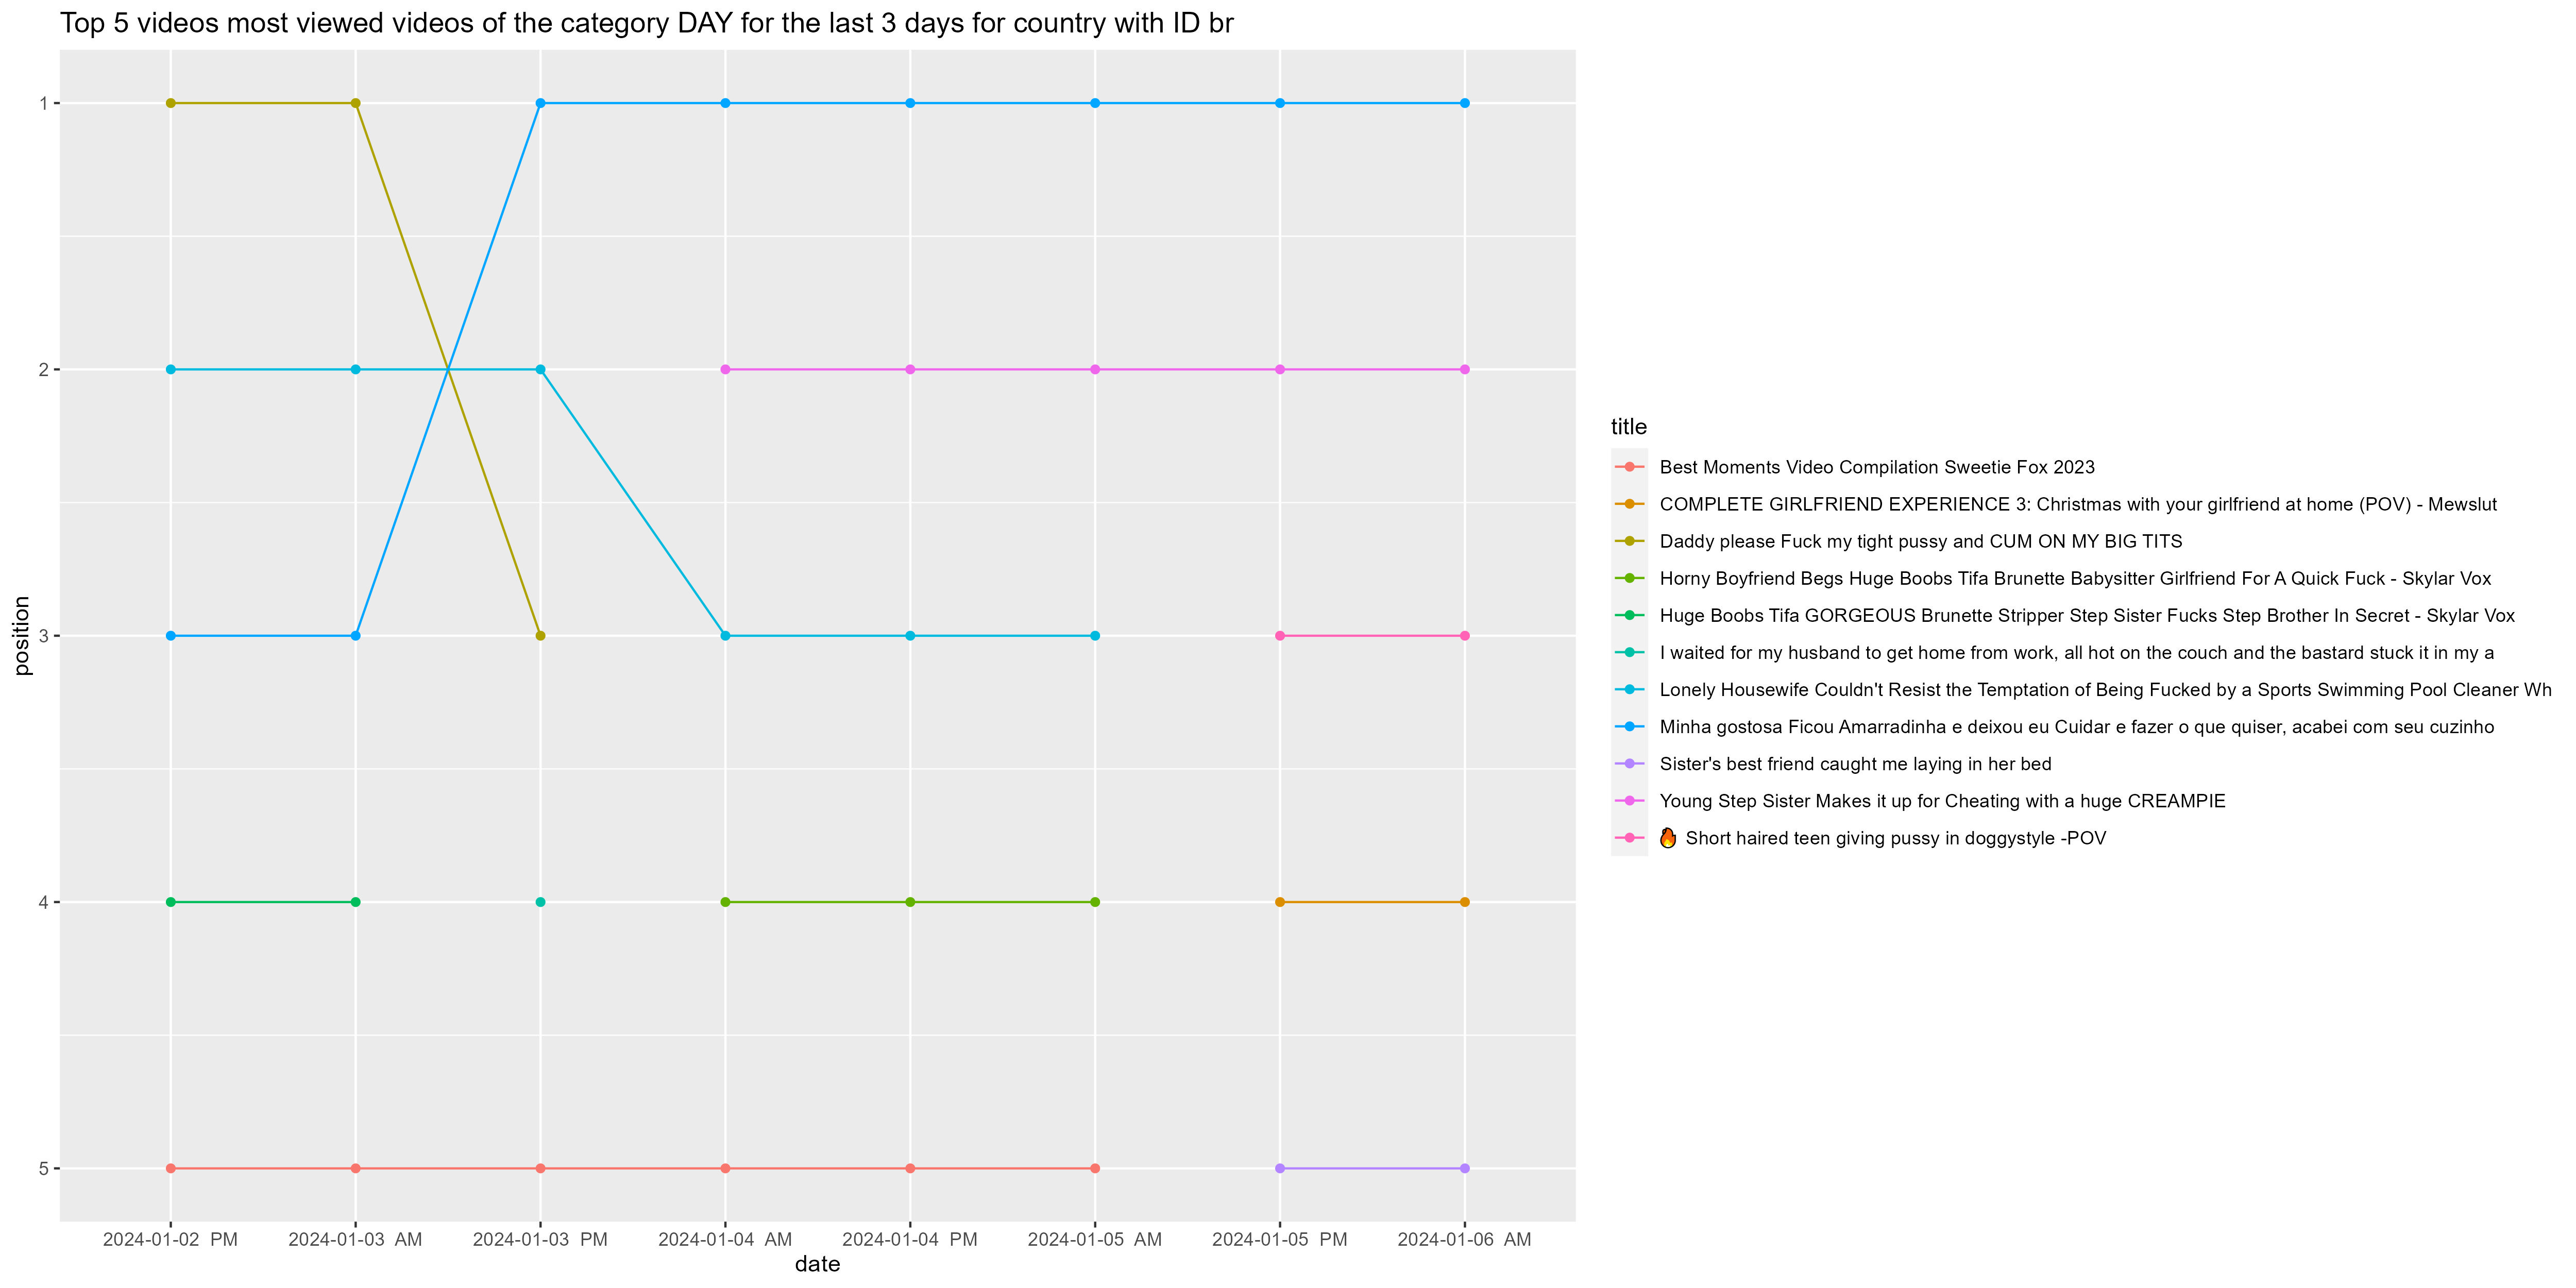 Top 5 videos most viewed videos of the category DAY for the last 3 days for country with ID br
1
2
3
4
5
position
2024-01-02 PM
2024-01-03 AM
2024-01-03 PM
2024-01-04 AM
2024-01-04 PM
2024-01-05 AM
2024-01-05 PM
2024-01-06 AM
date
title
Best Moments Video Compilation Sweetie Fox 2023
COMPLETE GIRLFRIEND EXPERIENCE 3: Christmas with your girlfriend at home (POV) - Mewslut
Daddy please Fuck my tight pussy and CUM ON MY BIG TITS
Horny Boyfriend Begs Huge Boobs Tifa Brunette Babysitter Girlfriend For A Quick Fuck - Skylar Vox
Huge Boobs Tifa GORGEOUS Brunette Stripper Step Sister Fucks Step Brother In Secret - Skylar Vox
I waited for my husband to get home from work, all hot on the couch and the bastard stuck it in my a
Lonely Housewife Couldn't Resist the Temptation of Being Fucked by a Sports Swimming Pool Cleaner Wh
Minha gostosa Ficou Amarradinha e deixou eu Cuidar e fazer o que quiser, acabei com seu cuzinho
Sister's best friend caught me laying in her bed
Young Step Sister Makes it up for Cheating with a huge CREAMPIE
🔥 Short haired teen giving pussy in doggystyle -POV